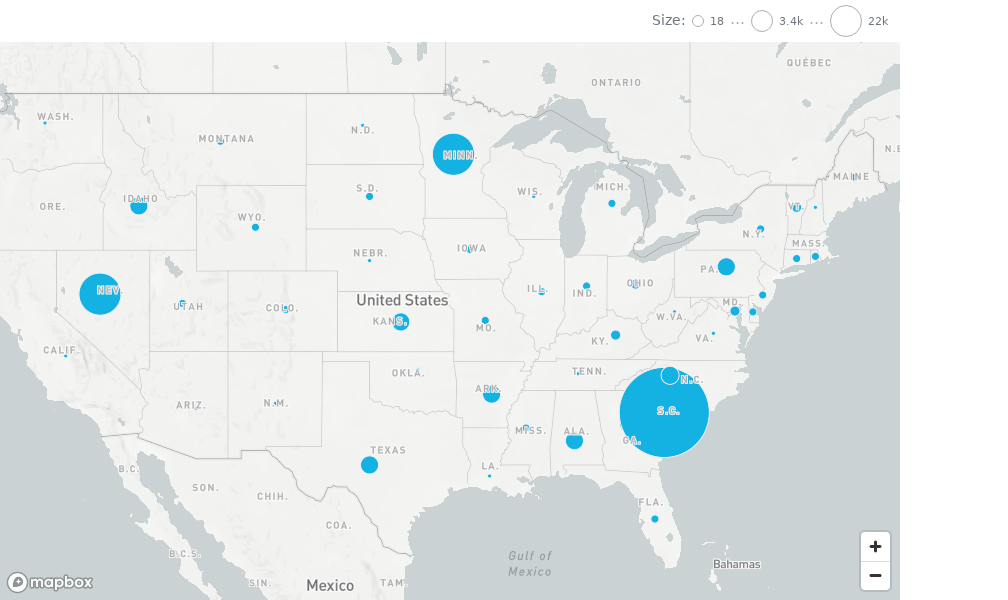 Size: 18 ... 3.4k ... 22k
QUÉBEC
ONTARIO
WASH.
N.D.
MONTANA
MINN.
N.B
MAINE
MICH.
S.D.
WIS.
IDAHO
ORE.
WYO.
VT.
N.Y.
MASS.
IOWA
NEBR.
PA.
OHIO
NEV.
ILL.
IND.
United States
UTAH
COLO.
MD.
W.VA.
KANS.
MO.
VA.
KY.
CALIF.
TENN.
OKLA.
N.C.
ARK.
ARIZ.
N.M.
S.C.
MISS.
ALA.
GA.
TEXAS
LA.
B.C.
SON.
CHIH.
FLA.
COA.
B.C.S.
Gulf of
Mexico
Bahamas
SIN.
Mexico
TAM.
mapbox
+
−